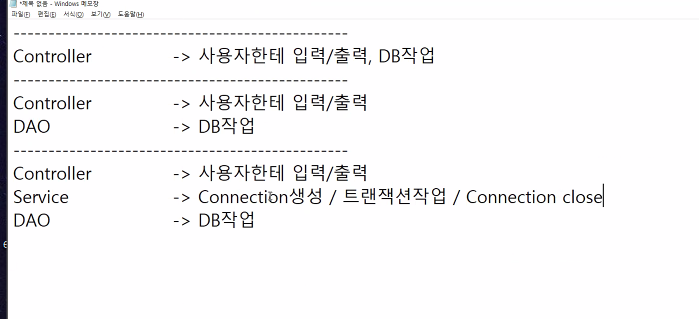 *제목 없음 - Windows 메모장
파일(F) 편집(E) 서식(O) 보기(V) 도움말(H)
------------------------------------------------
Controller -> 사용자한테 입력/출력, DB작업
------------------------------------------------
Controller -> 사용자한테 입력/출력
DAO -> DB작업
------------------------------------------------
Controller -> 사용자한테 입력/출력
Service -> Connection생성 / 트랜잭션작업 / Connection close
DAO -> DB작업